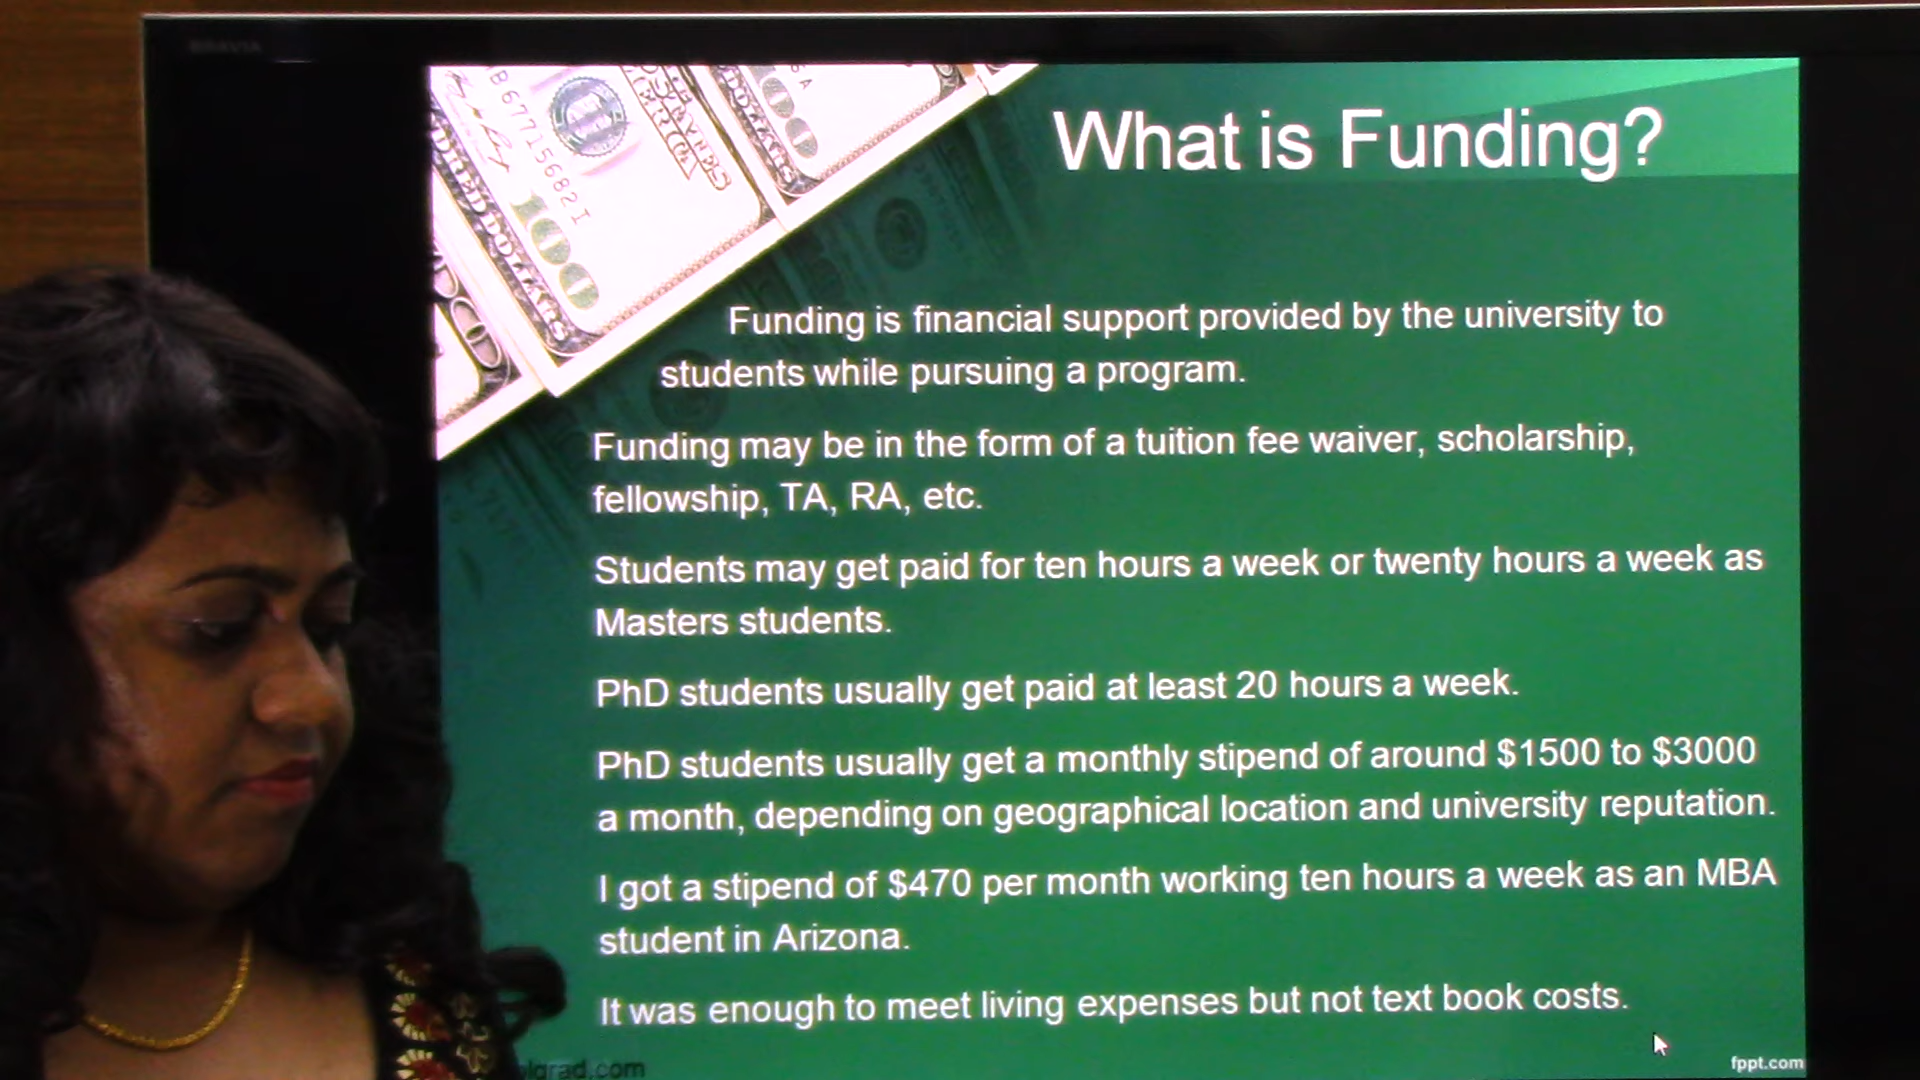 BRAVIA
B67715682I
100
100
What is Funding?
Funding is financial support provided by the university to
students while pursuing a program.
Funding may be in the form of a tuition fee waiver, scholarship,
fellowship, TA, RA, etc.
Students may get paid for ten hours a week or twenty hours a week as
Masters students.
PhD students usually get paid at least 20 hours a week.
PhD students usually get a monthly stipend of around $1500 to $3000
a month, depending on geographical location and university reputation.
I got a stipend of $470 per month working ten hours a week as an MBA
student in Arizona.
It was enough to meet living expenses but not text book costs.
fppt.com